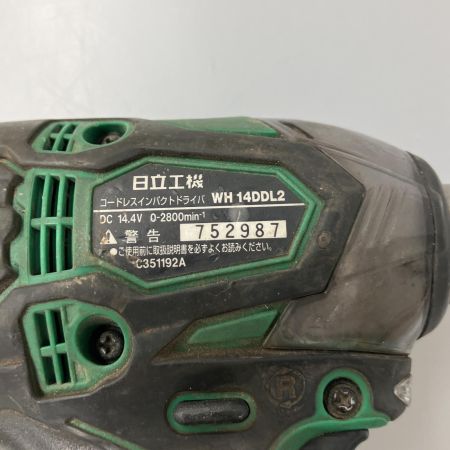 日立工機
コードレスインパクトドライバ WH 14DDL2
DC 14.4V 0-2800min⁻¹
⚠ 警告 752987
●ご使用前に取扱説明書を必ずよくお読みください。
C351192A
R